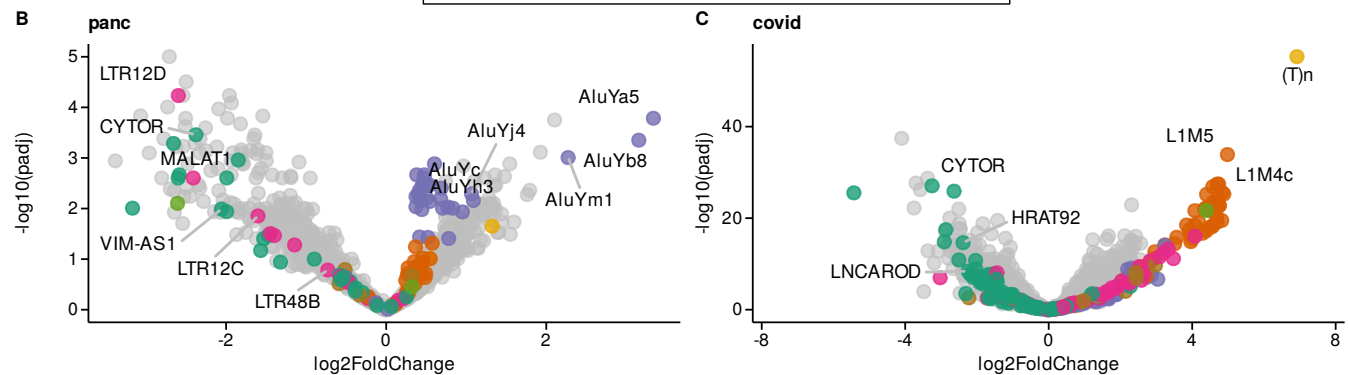 B
panc
5
4
3
2
1
0
-log10(padj)
LTR12D
CYTOR
MALAT1
VIM-AS1
LTR12C
LTR48B
AluYa5
AluYj4
AluYc
AluYh3
AluYb8
AluYm1
-2
0
2
log2FoldChange
C
covid
40
20
0
-log10(padj)
(T)n
L1M5
L1M4c
CYTOR
HRAT92
LNCAROD
-8
-4
0
4
8
log2FoldChange